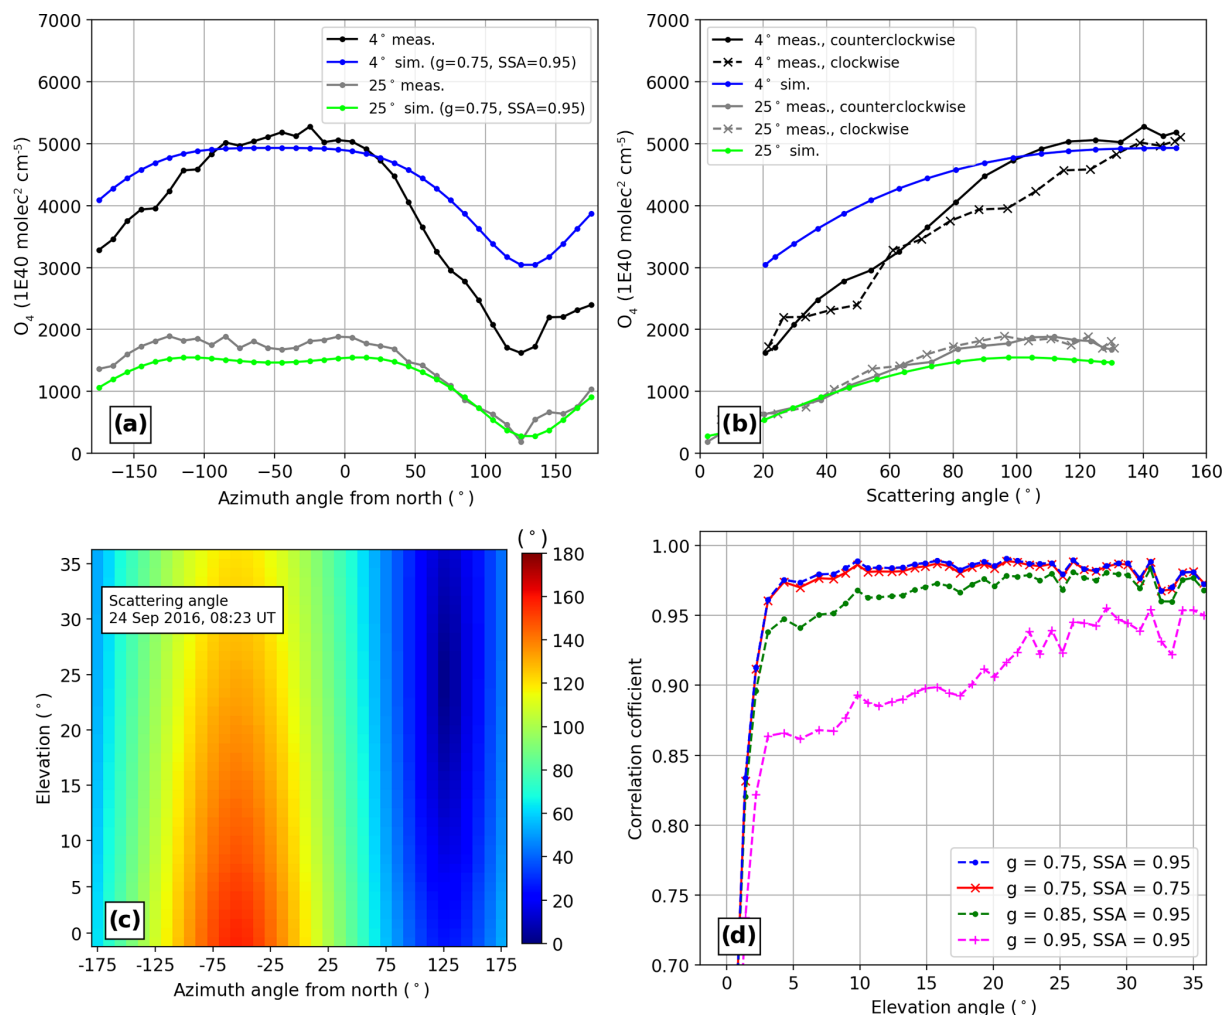 7000
6000
5000
4000
3000
2000
1000
0
O₄ (1E40 molec² cm⁻⁵)
4° meas.
4° sim. (g=0.75, SSA=0.95)
25° meas.
25° sim. (g=0.75, SSA=0.95)
(a)
−150 −100 −50 0 50 100 150
Azimuth angle from north (°)
7000
6000
5000
4000
3000
2000
1000
0
O₄ (1E40 molec² cm⁻⁵)
4° meas., counterclockwise
4° meas., clockwise
4° sim.
25° meas., counterclockwise
25° meas., clockwise
25° sim.
(b)
0 20 40 60 80 100 120 140 160
Scattering angle (°)
35
30
25
20
15
10
5
0
Elevation (°)
Scattering angle
24 Sep 2016, 08:23 UT
(c)
-175 -125 -75 -25 25 75 125 175
Azimuth angle from north (°)
(°)
180
160
140
120
100
80
60
40
20
0
1.00
0.95
0.90
0.85
0.80
0.75
0.70
Correlation cofficient
g = 0.75, SSA = 0.95
g = 0.75, SSA = 0.75
g = 0.85, SSA = 0.95
g = 0.95, SSA = 0.95
(d)
0 5 10 15 20 25 30 35
Elevation angle (°)